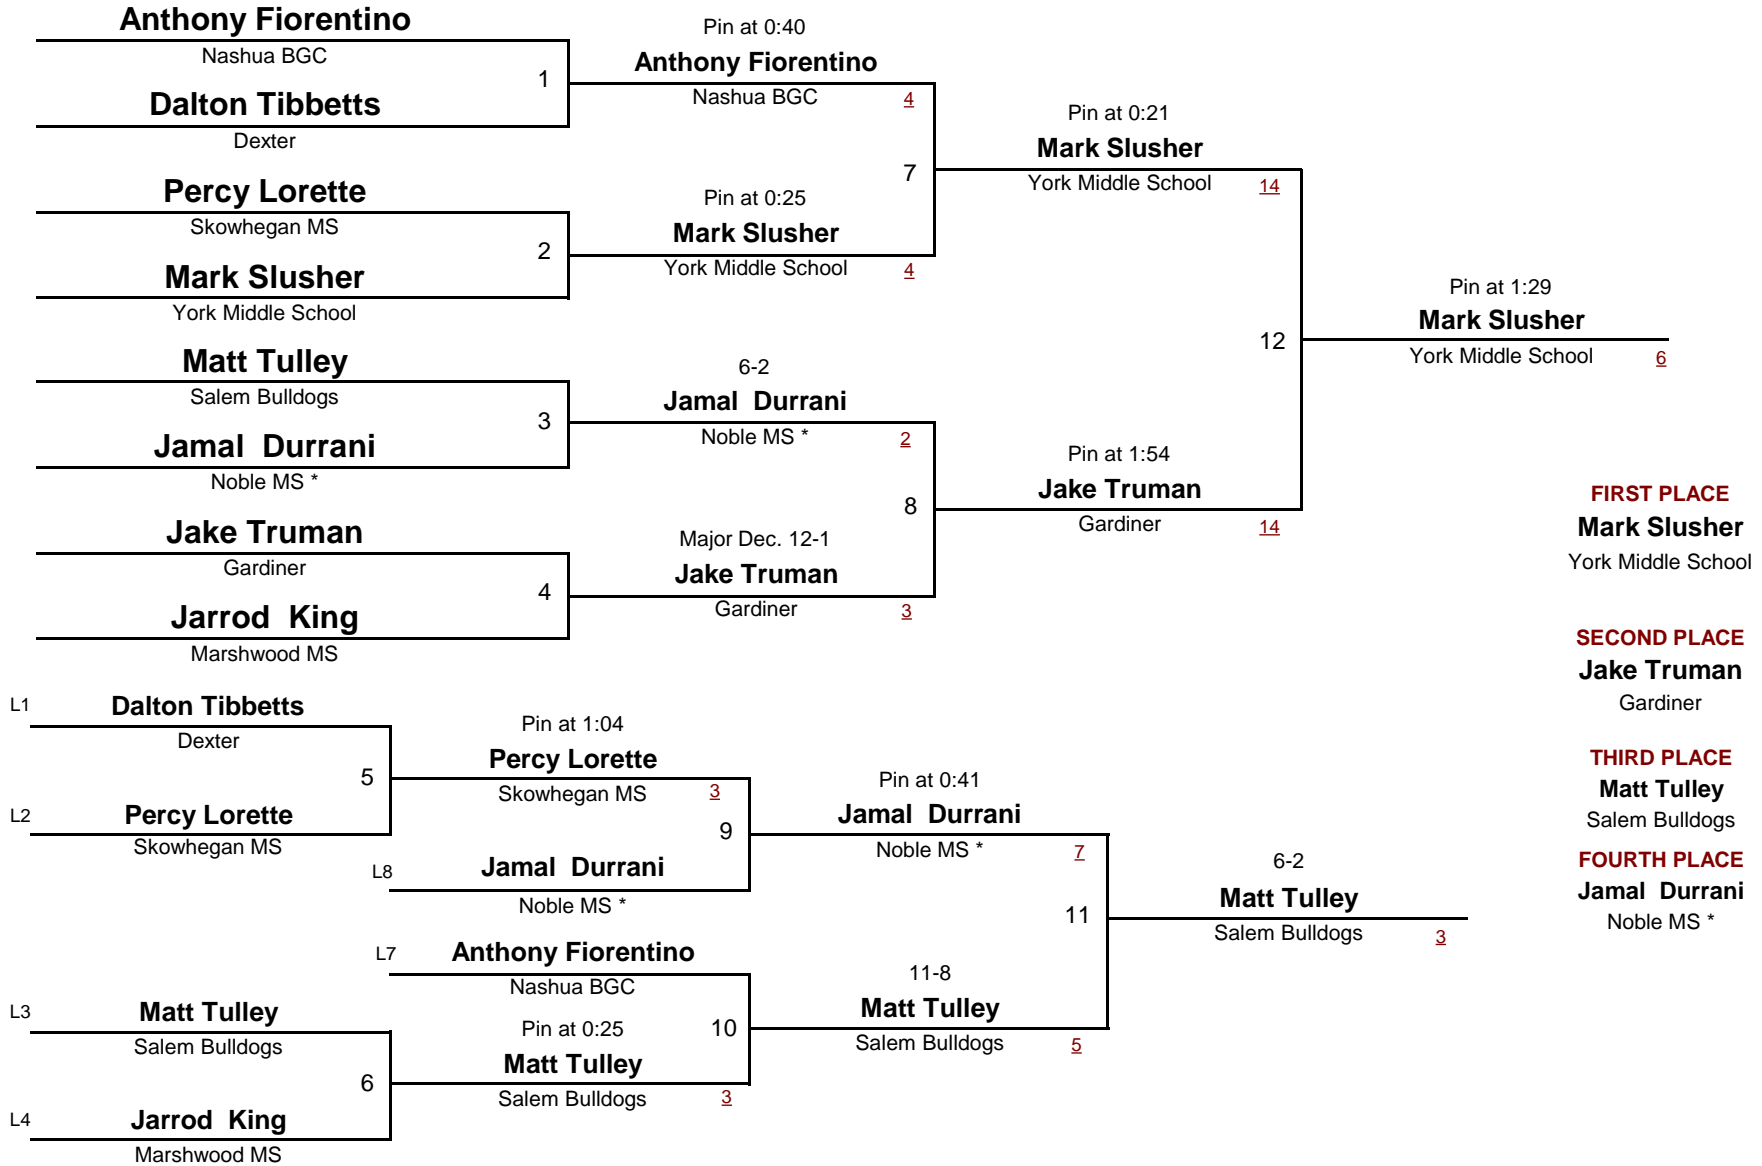 Anthony Fiorentino
Nashua BGC
1
Dalton Tibbetts
Dexter
Percy Lorette
Skowhegan MS
2
Mark Slusher
York Middle School
Matt Tulley
Salem Bulldogs
3
Jamal  Durrani
Noble MS *
Jake Truman
Gardiner
4
Jarrod  King
Marshwood MS
Pin at 0:40
Anthony Fiorentino
Nashua BGC 4
7
Pin at 0:25
Mark Slusher
York Middle School 4
6-2
Jamal  Durrani
Noble MS * 2
8
Major Dec. 12-1
Jake Truman
Gardiner 3
Pin at 0:21
Mark Slusher
York Middle School 14
12
Pin at 1:54
Jake Truman
Gardiner 14
Pin at 1:29
Mark Slusher
York Middle School 6
L1 Dalton Tibbetts
Dexter
5
L2 Percy Lorette
Skowhegan MS
Pin at 1:04
Percy Lorette
Skowhegan MS 3
9
L8 Jamal  Durrani
Noble MS *
L7 Anthony Fiorentino
Nashua BGC
10
L3 Matt Tulley
Salem Bulldogs
6
L4 Jarrod  King
Marshwood MS
Pin at 0:25
Matt Tulley
Salem Bulldogs 3
Pin at 0:41
Jamal  Durrani
Noble MS * 7
11
11-8
Matt Tulley
Salem Bulldogs 5
6-2
Matt Tulley
Salem Bulldogs 3
FIRST PLACE
Mark Slusher
York Middle School
SECOND PLACE
Jake Truman
Gardiner
THIRD PLACE
Matt Tulley
Salem Bulldogs
FOURTH PLACE
Jamal  Durrani
Noble MS *